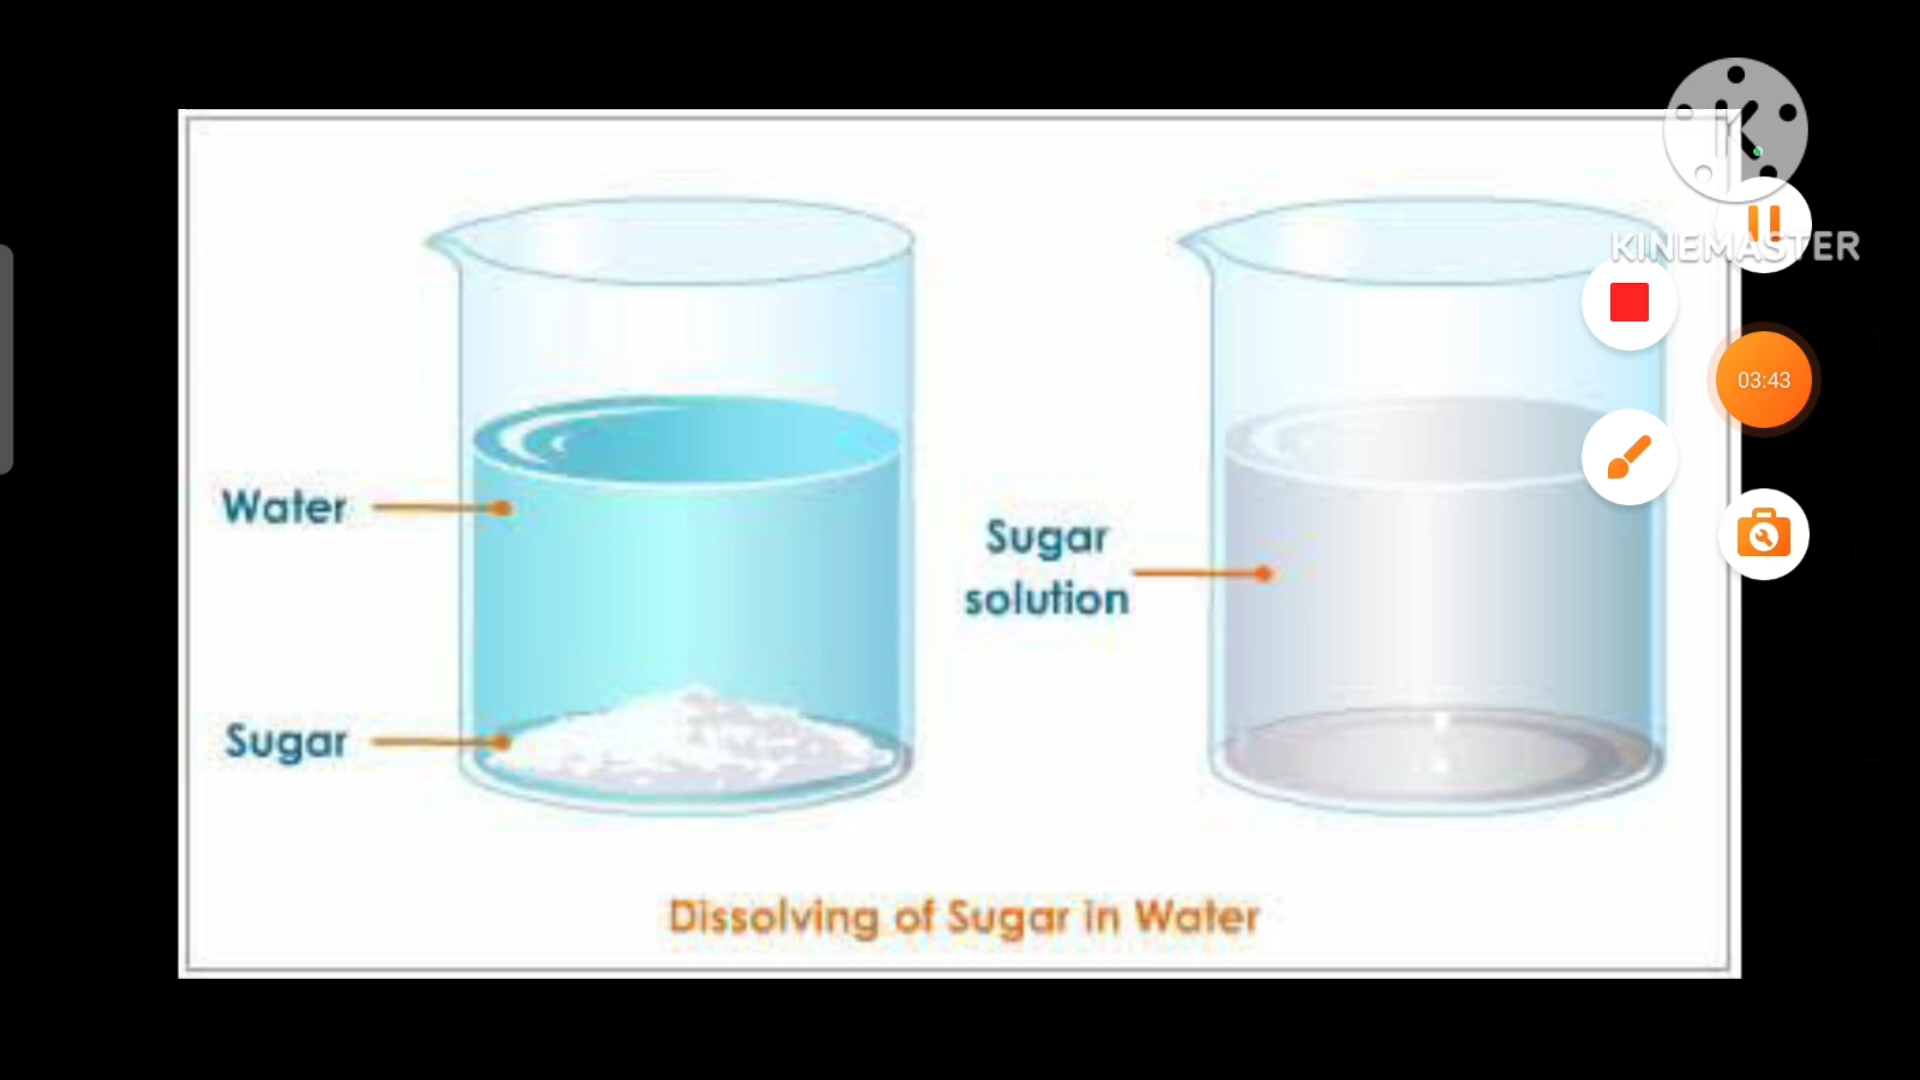 KINEMASTER
03:43
Water
Sugar
Sugar
solution
Dissolving of Sugar in Water